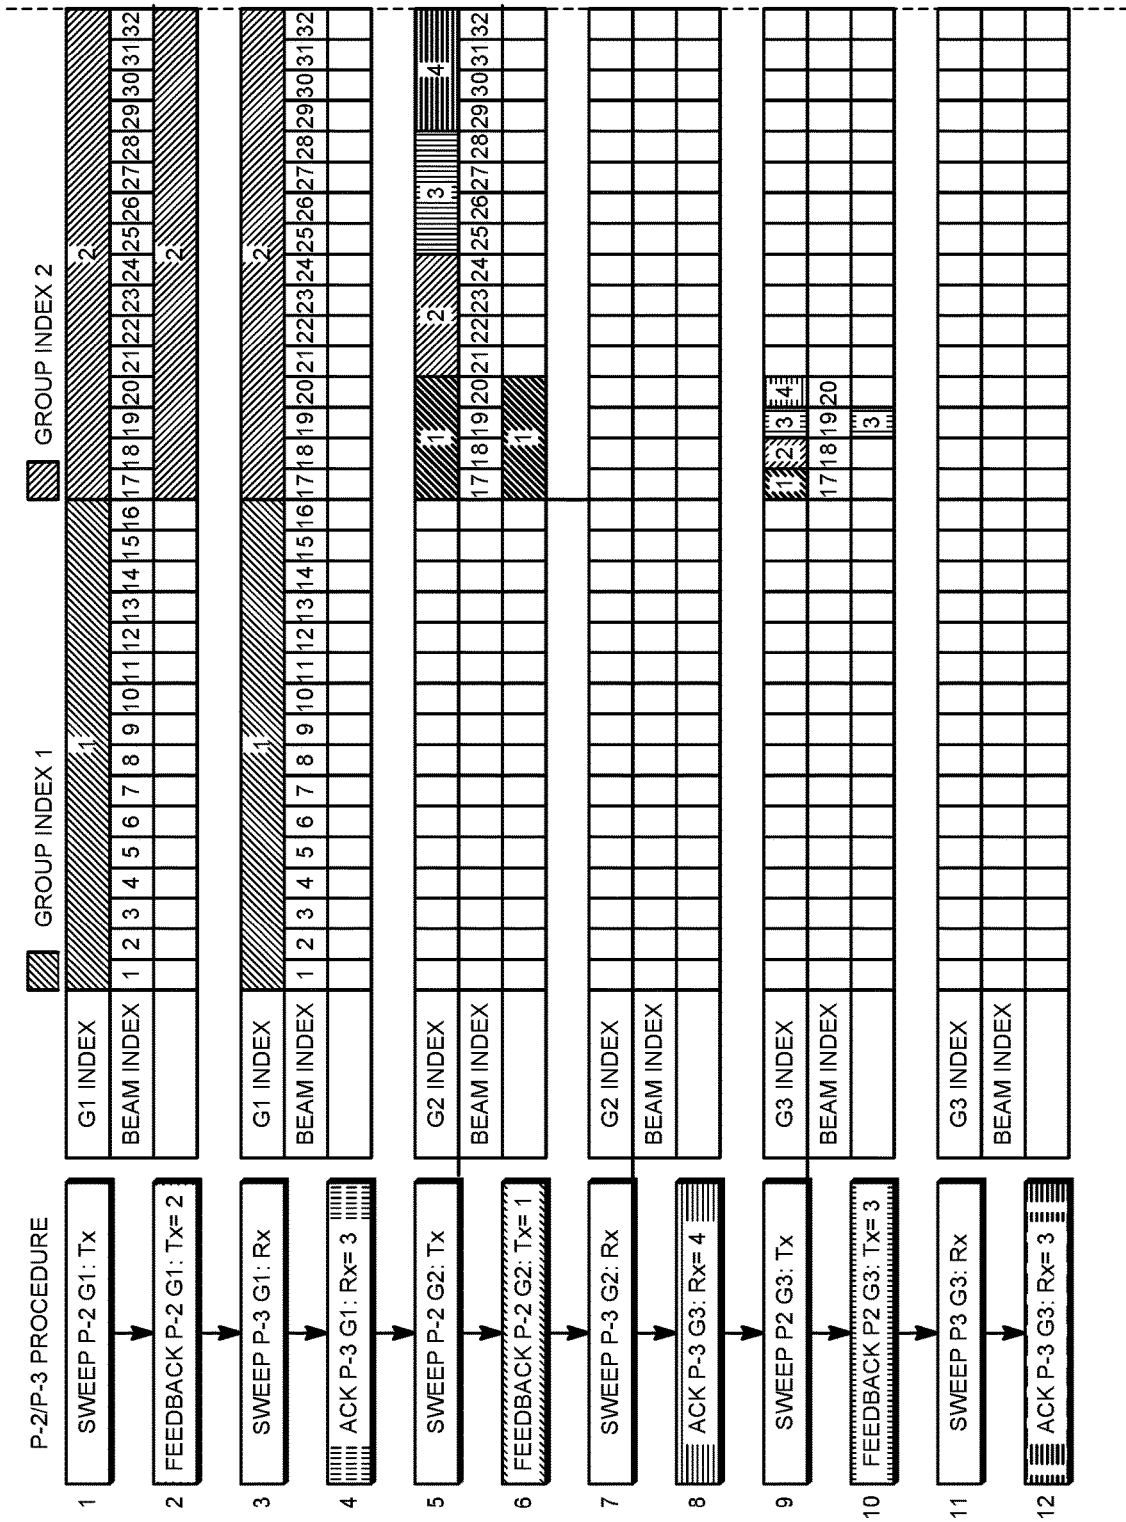 P-2/P-3 PROCEDURE
GROUP INDEX 1
GROUP INDEX 2
1
SWEEP P-2 G1: Tx
G1 INDEX
1
2
BEAM INDEX
1 2 3 4 5 6 7 8 9 10 11 12 13 14 15 16 17 18 19 20 21 22 23 24 25 26 27 28 29 30 31 32
2
FEEDBACK P-2 G1: Tx= 2
2
3
SWEEP P-3 G1: Rx
G1 INDEX
1
2
BEAM INDEX
1 2 3 4 5 6 7 8 9 10 11 12 13 14 15 16 17 18 19 20 21 22 23 24 25 26 27 28 29 30 31 32
4
ACK P-3 G1: Rx= 3
5
SWEEP P-2 G2: Tx
G2 INDEX
1
2
3
4
BEAM INDEX
17 18 19 20 21 22 23 24 25 26 27 28 29 30 31 32
6
FEEDBACK P-2 G2: Tx= 1
1
7
SWEEP P-3 G2: Rx
G2 INDEX
BEAM INDEX
8
ACK P-3 G3: Rx= 4
9
SWEEP P2 G3: Tx
G3 INDEX
1 2 3 4
BEAM INDEX
17 18 19 20
10
FEEDBACK P2 G3: Tx= 3
3
11
SWEEP P3 G3: Rx
G3 INDEX
BEAM INDEX
12
ACK P-3 G3: Rx= 3